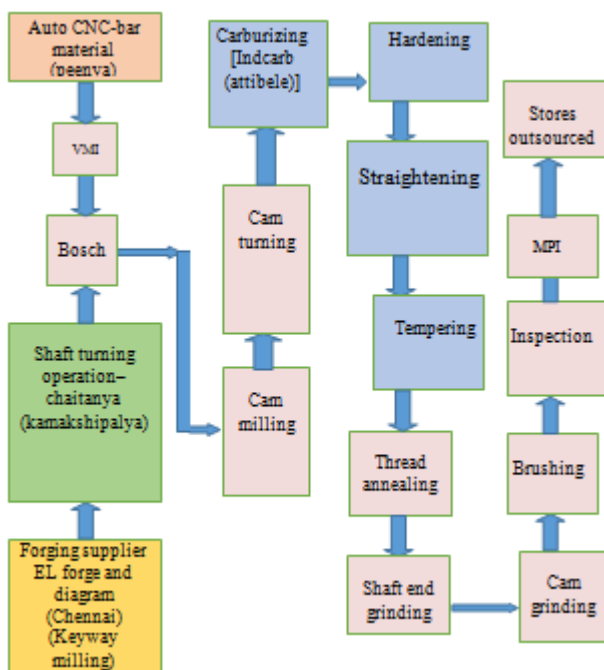 Auto CNC-bar
material
(peenya)
VMI
Bosch
Shaft turning
operation–
chaitanya
(kamakshipalya)
Forging supplier
EL forge and
diagram
(Chennai)
(Keyway
milling)
Carburizing
[Indcarb
(attibele)]
Cam
turning
Cam
milling
Hardening
Straightening
Tempering
Thread
annealing
Shaft end
grinding
Stores
outsourced
MPI
Inspection
Brushing
Cam
grinding